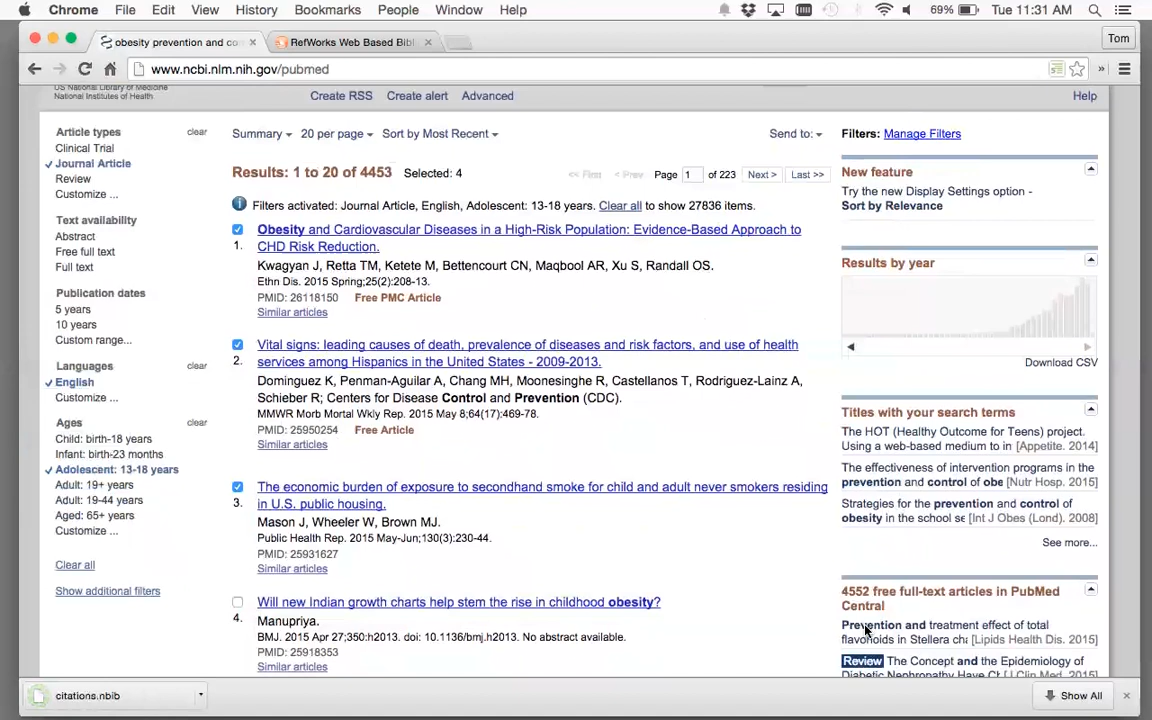 Chrome File Edit View History Bookmarks People Window Help 69% Tue 11:31 AM
obesity prevention and co
RefWorks Web Based Bibl
Tom
www.ncbi.nlm.nih.gov/pubmed
US National Library of Medicine
National Institutes of Health
Create RSS Create alert Advanced Help
Article types clear
Clinical Trial
Journal Article
Review
Customize ...
Text availability
Abstract
Free full text
Full text
Publication dates
5 years
10 years
Custom range...
Languages clear
English
Customize ...
Ages clear
Child: birth-18 years
Infant: birth-23 months
Adolescent: 13-18 years
Adult: 19+ years
Adult: 19-44 years
Aged: 65+ years
Customize ...
Clear all
Show additional filters
Summary 20 per page Sort by Most Recent Send to:
Results: 1 to 20 of 4453 Selected: 4
<< First < Prev Page 1 of 223 Next > Last >>
Filters activated: Journal Article, English, Adolescent: 13-18 years. Clear all to show 27836 items.
Obesity and Cardiovascular Diseases in a High-Risk Population: Evidence-Based Approach to
1. CHD Risk Reduction.
Kwagyan J, Retta TM, Ketete M, Bettencourt CN, Maqbool AR, Xu S, Randall OS.
Ethn Dis. 2015 Spring;25(2):208-13.
PMID: 26118150 Free PMC Article
Similar articles
Vital signs: leading causes of death, prevalence of diseases and risk factors, and use of health
2. services among Hispanics in the United States - 2009-2013.
Dominguez K, Penman-Aguilar A, Chang MH, Moonesinghe R, Castellanos T, Rodriguez-Lainz A,
Schieber R; Centers for Disease Control and Prevention (CDC).
MMWR Morb Mortal Wkly Rep. 2015 May 8;64(17):469-78.
PMID: 25950254 Free Article
Similar articles
The economic burden of exposure to secondhand smoke for child and adult never smokers residing
3. in U.S. public housing.
Mason J, Wheeler W, Brown MJ.
Public Health Rep. 2015 May-Jun;130(3):230-44.
PMID: 25931627
Similar articles
Will new Indian growth charts help stem the rise in childhood obesity?
4.
Manupriya.
BMJ. 2015 Apr 27;350:h2013. doi: 10.1136/bmj.h2013. No abstract available.
PMID: 25918353
Similar articles
Filters: Manage Filters
New feature
Try the new Display Settings option -
Sort by Relevance
Results by year
Download CSV
Titles with your search terms
The HOT (Healthy Outcome for Teens) project.
Using a web-based medium to in [Appetite. 2014]
The effectiveness of intervention programs in the
prevention and control of obe [Nutr Hosp. 2015]
Strategies for the prevention and control of
obesity in the school se [Int J Obes (Lond). 2008]
See more...
4552 free full-text articles in PubMed
Central
Prevention and treatment effect of total
flavonoids in Stellera cha [Lipids Health Dis. 2015]
Review The Concept and the Epidemiology of
Diabetic Nephropathy Have Ch [J Clin Med. 2015]
citations.nbib
Show All